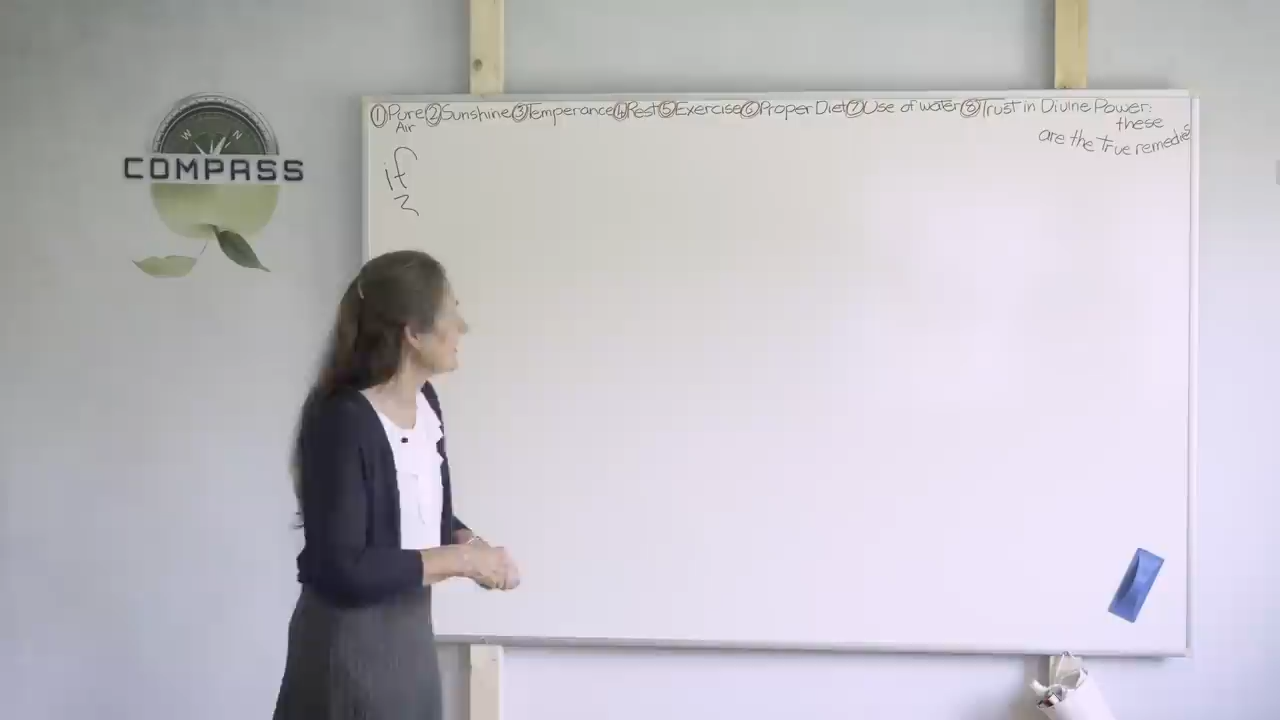 W N
COMPASS
①Pure ②Sunshine ③Temperance ④Rest ⑤Exercise ⑥Proper Diet ⑦Use of water ⑧Trust in Divine Power:
Air
these
are the true remedies
if
2